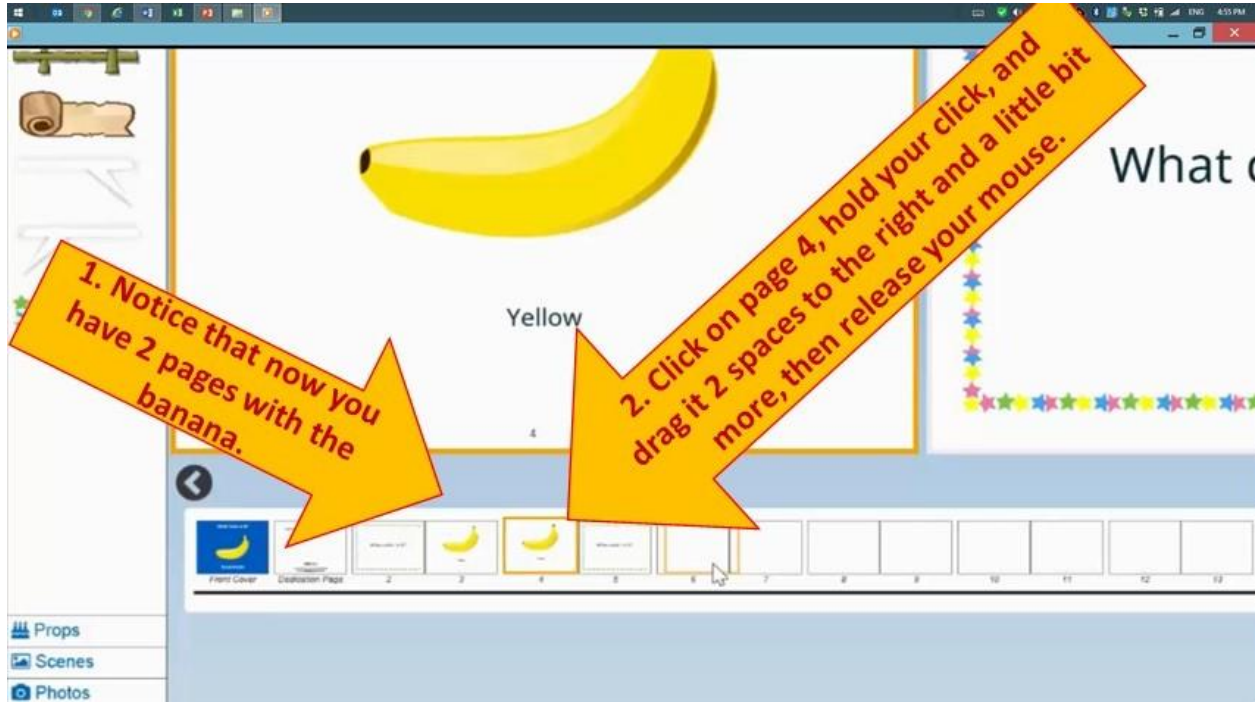 ENG 4:55 PM
What
1. Notice that now you
have 2 pages with the
banana.
2. Click on page 4, hold your click, and
drag it 2 spaces to the right and a little bit
more, then release your mouse.
Yellow
4
Front Cover Dedication Page 2 3 4 5 6 7 8 9 10 11 12 13
Props
Scenes
Photos